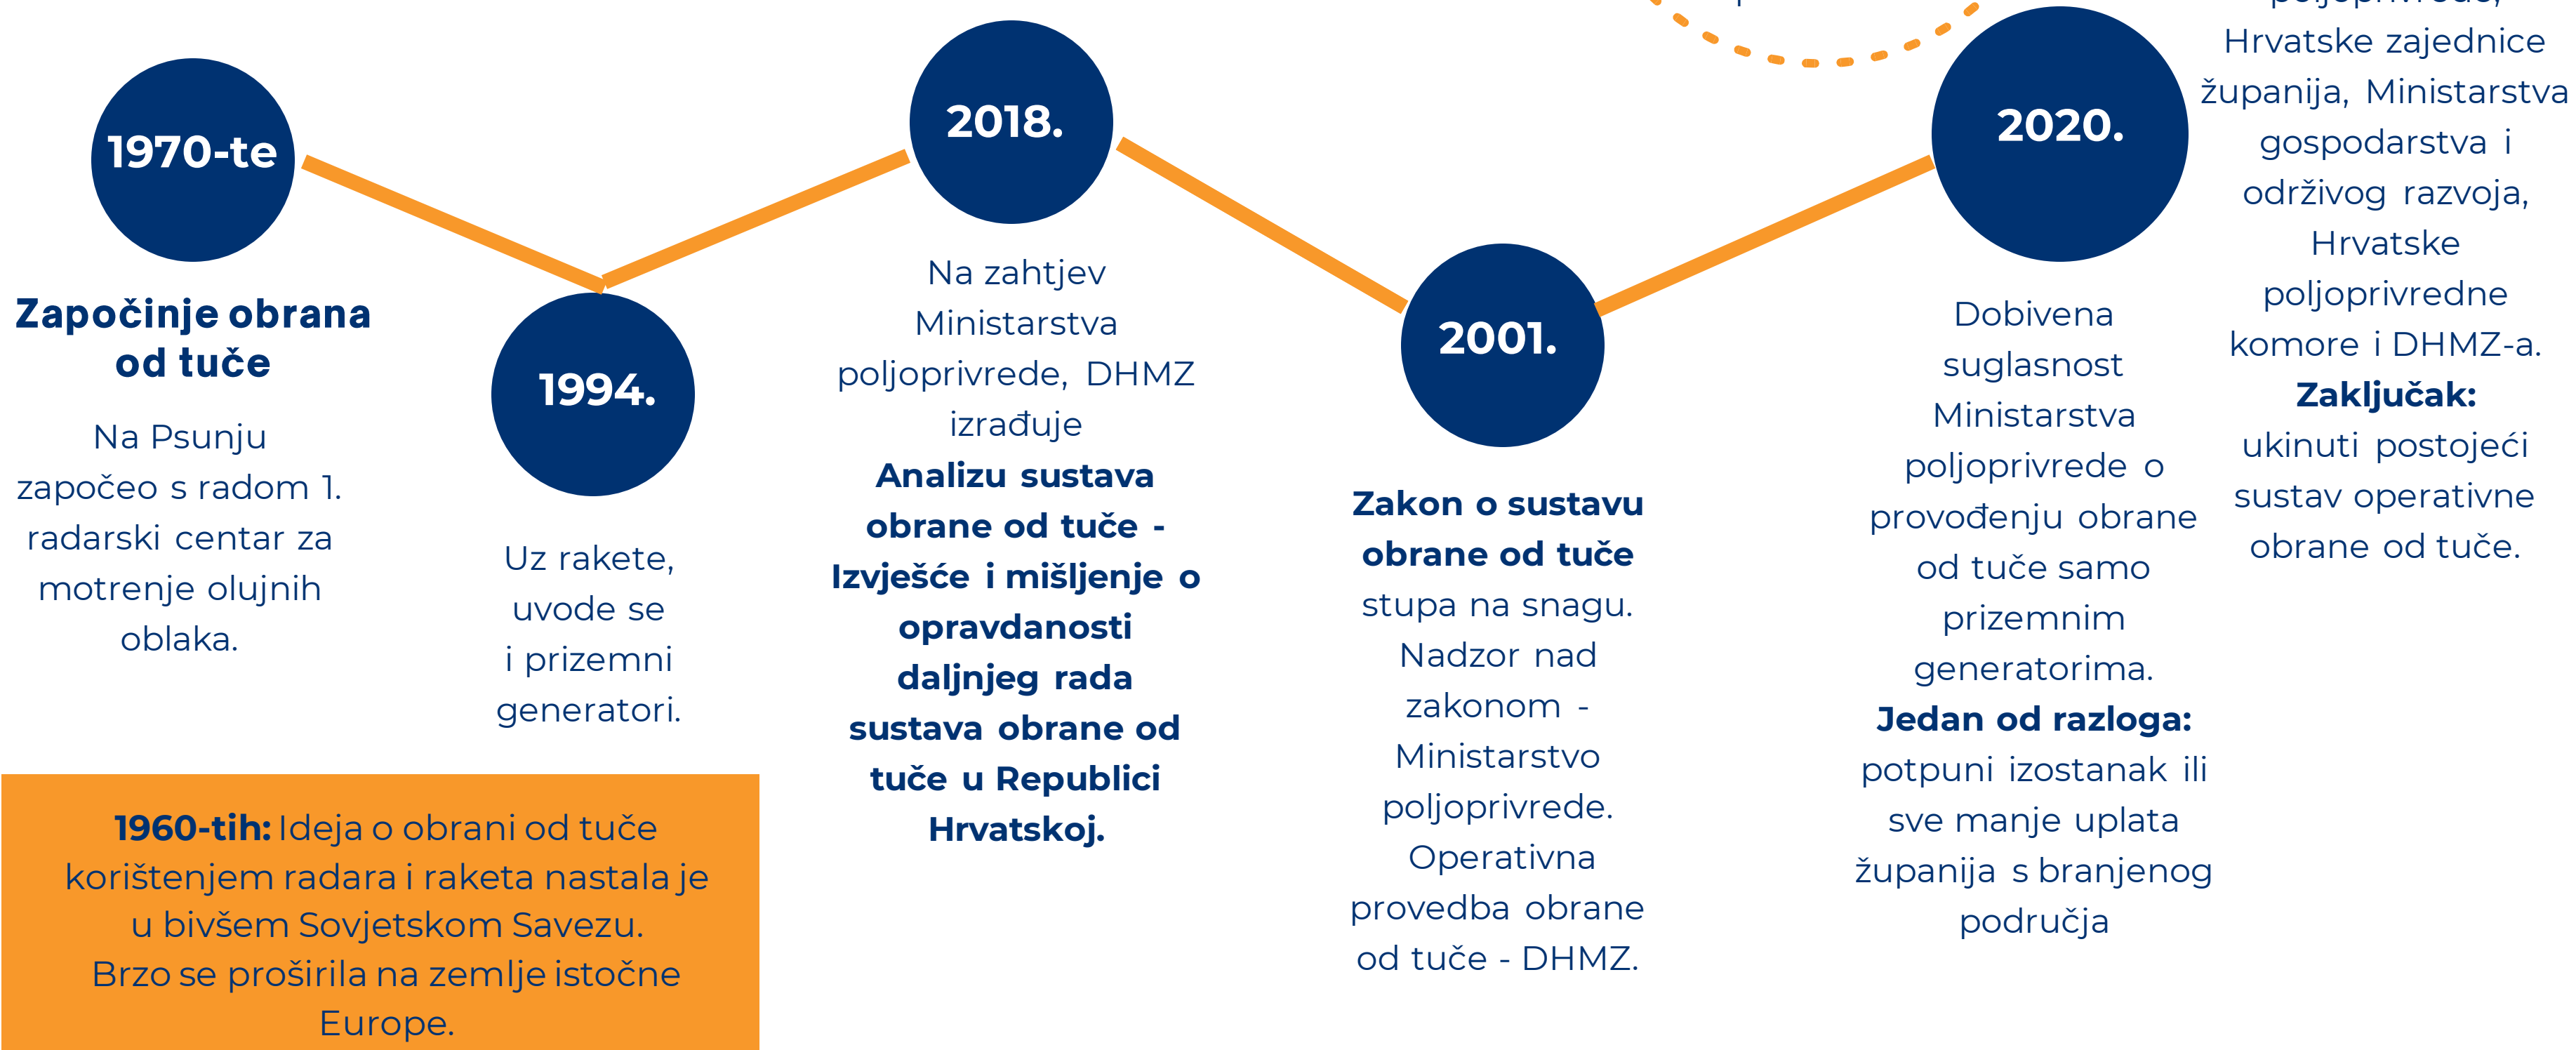 1970-te
Započinje obrana
od tuče
Na Psunju
započeo s radom 1.
radarski centar za
motrenje olujnih
oblaka.
1994.
Uz rakete,
uvode se
i prizemni
generatori.
1960-tih: Ideja o obrani od tuče
korištenjem radara i raketa nastala je
u bivšem Sovjetskom Savezu.
Brzo se proširila na zemlje istočne
Europe.
2018.
Na zahtjev
Ministarstva
poljoprivrede, DHMZ
izrađuje
Analizu sustava
obrane od tuče -
Izvješće i mišljenje o
opravdanosti
daljnjeg rada
sustava obrane od
tuče u Republici
Hrvatskoj.
2001.
Zakon o sustavu
obrane od tuče
stupa na snagu.
Nadzor nad
zakonom -
Ministarstvo
poljoprivrede.
Operativna
provedba obrane
od tuče - DHMZ.
2020.
Dobivena
suglasnost
Ministarstva
poljoprivrede o
provođenju obrane
od tuče samo
prizemnim
generatorima.
Jedan od razloga:
potpuni izostanak ili
sve manje uplata
županija s branjenog
područja
poljoprivrede,
Hrvatske zajednice
županija, Ministarstva
gospodarstva i
održivog razvoja,
Hrvatske
poljoprivredne
komore i DHMZ-a.
Zaključak:
ukinuti postojeći
sustav operativne
obrane od tuče.